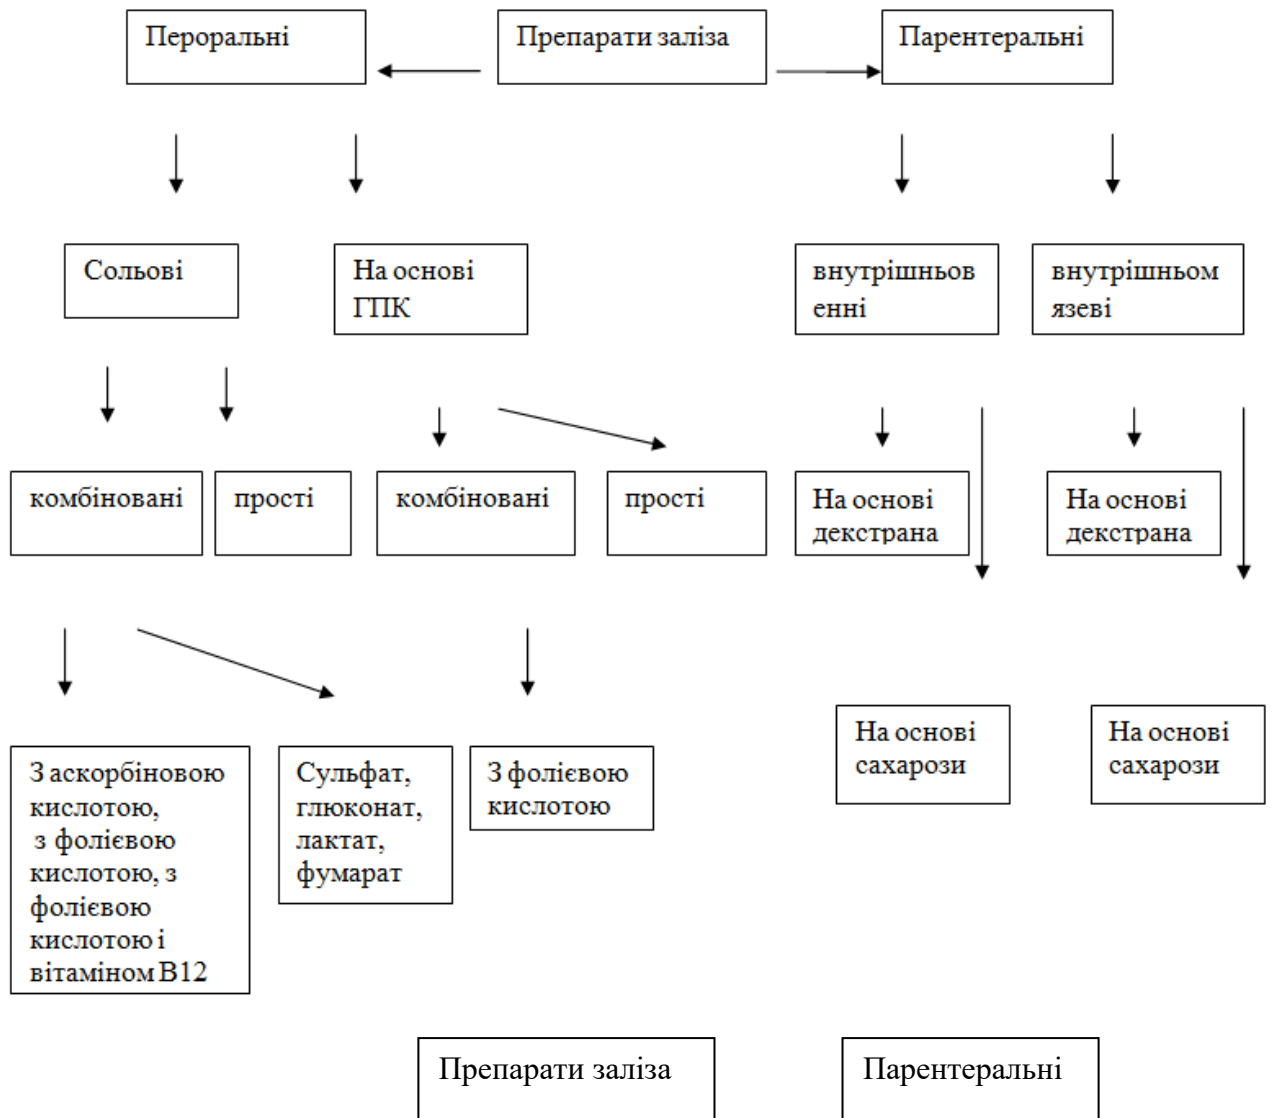 Пероральні
Препарати заліза
Парентеральні
Сольові
На основі
ГПК
внутрішньов
енні
внутрішньом
язеві
комбіновані
прості
комбіновані
прості
На основі
декстрана
На основі
декстрана
З аскорбіновою
кислотою,
з фолієвою
кислотою, з
фолієвою
кислотою і
вітаміном В12
Сульфат,
глюконат,
лактат,
фумарат
З фолієвою
кислотою
На основі
сахарози
На основі
сахарози
Препарати заліза
Парентеральні